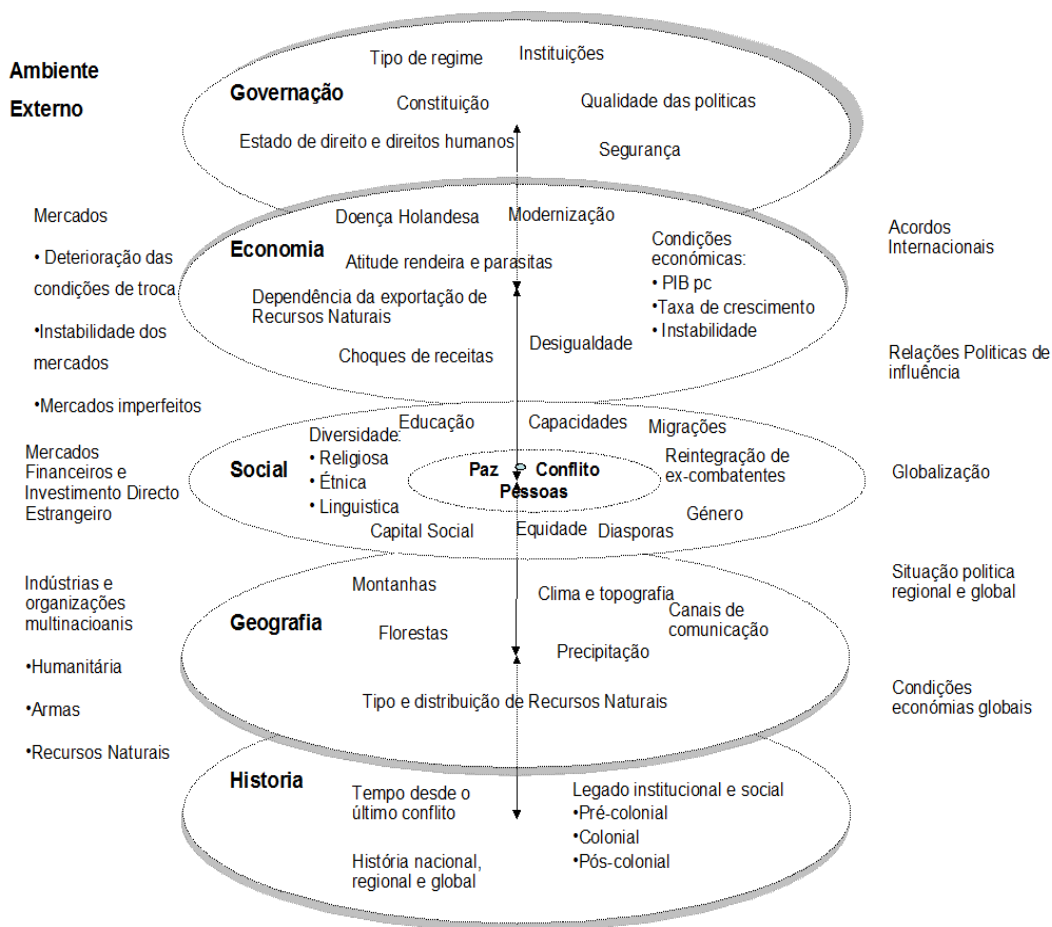 Ambiente
Externo
Governação
Tipo de regime
Instituições
Constituição
Qualidade das politicas
Estado de direito e direitos humanos
Segurança
Mercados
• Deterioração das
condições de troca
•Instabilidade dos
mercados
•Mercados imperfeitos
Mercados
Financeiros e
Investimento Directo
Estrangeiro
Indústrias e
organizações
multinacioanis
•Humanitária
•Armas
•Recursos Naturais
Economia
Doença Holandesa
Modernização
Atitude rendeira e parasitas
Condições
económicas:
• PIB pc
•Taxa de crescimento
• Instabilidade
Dependência da exportação de
Recursos Naturais
Choques de receitas
Desigualdade
Social
Educação
Capacidades
Migrações
Diversidade:
• Religiosa
• Étnica
• Linguistica
Paz
Conflito
Pessoas
Reintegração de
ex-combatentes
Capital Social
Equidade
Diasporas
Género
Geografia
Montanhas
Clima e topografia
Canais de
comunicação
Florestas
Precipitação
Tipo e distribuição de Recursos Naturais
Historia
Tempo desde o
último conflito
História nacional,
regional e global
Legado institucional e social
•Pré-colonial
•Colonial
•Pós-colonial
Acordos
Internacionais
Relações Politicas de
influência
Globalização
Situação politica
regional e global
Condições
económias globais